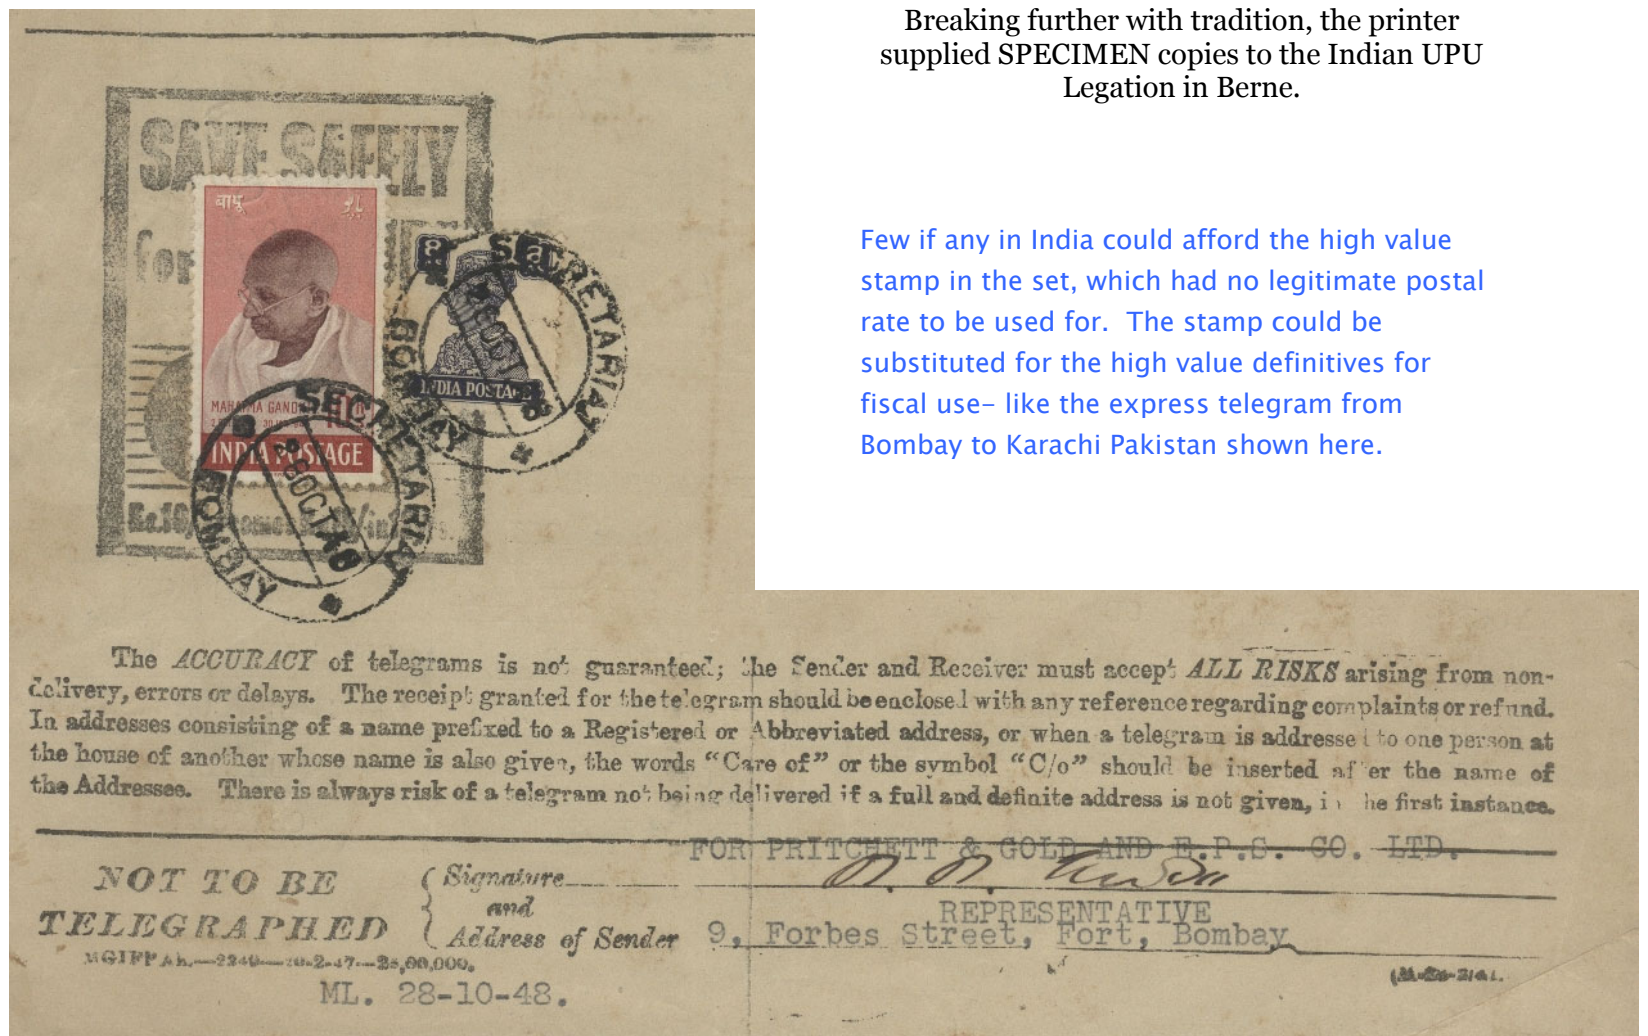 Breaking further with tradition, the printer
supplied SPECIMEN copies to the Indian UPU
Legation in Berne.
Few if any in India could afford the high value
stamp in the set, which had no legitimate postal
rate to be used for. The stamp could be
substituted for the high value definitives for
fiscal use– like the express telegram from
Bombay to Karachi Pakistan shown here.
SAVE SAFELY
for
बापू
MAHATMA GANDHI
INDIA POSTAGE
8 a
INDIA POSTAGE
SECRETARIAT
BOMBAY
SECRETARIAT
28 OCT 48
BOMBAY
The ACCURACY of telegrams is not guaranteed; the Sender and Receiver must accept ALL RISKS arising from non-
delivery, errors or delays. The receipt granted for the telegram should be enclosed with any reference regarding complaints or refund.
In addresses consisting of a name prefixed to a Registered or Abbreviated address, or when a telegram is addressed to one person at
the house of another whose name is also given, the words “Care of” or the symbol “C/o” should be inserted after the name of
the Addressee. There is always risk of a telegram not being delivered if a full and definite address is not given, in the first instance.
FOR PRITCHETT & GOLD AND E.P.S. CO. LTD.
NOT TO BE
TELEGRAPHED
Signature
and
Address of Sender
REPRESENTATIVE
9, Forbes Street, Fort, Bombay
ML. 28-10-48.